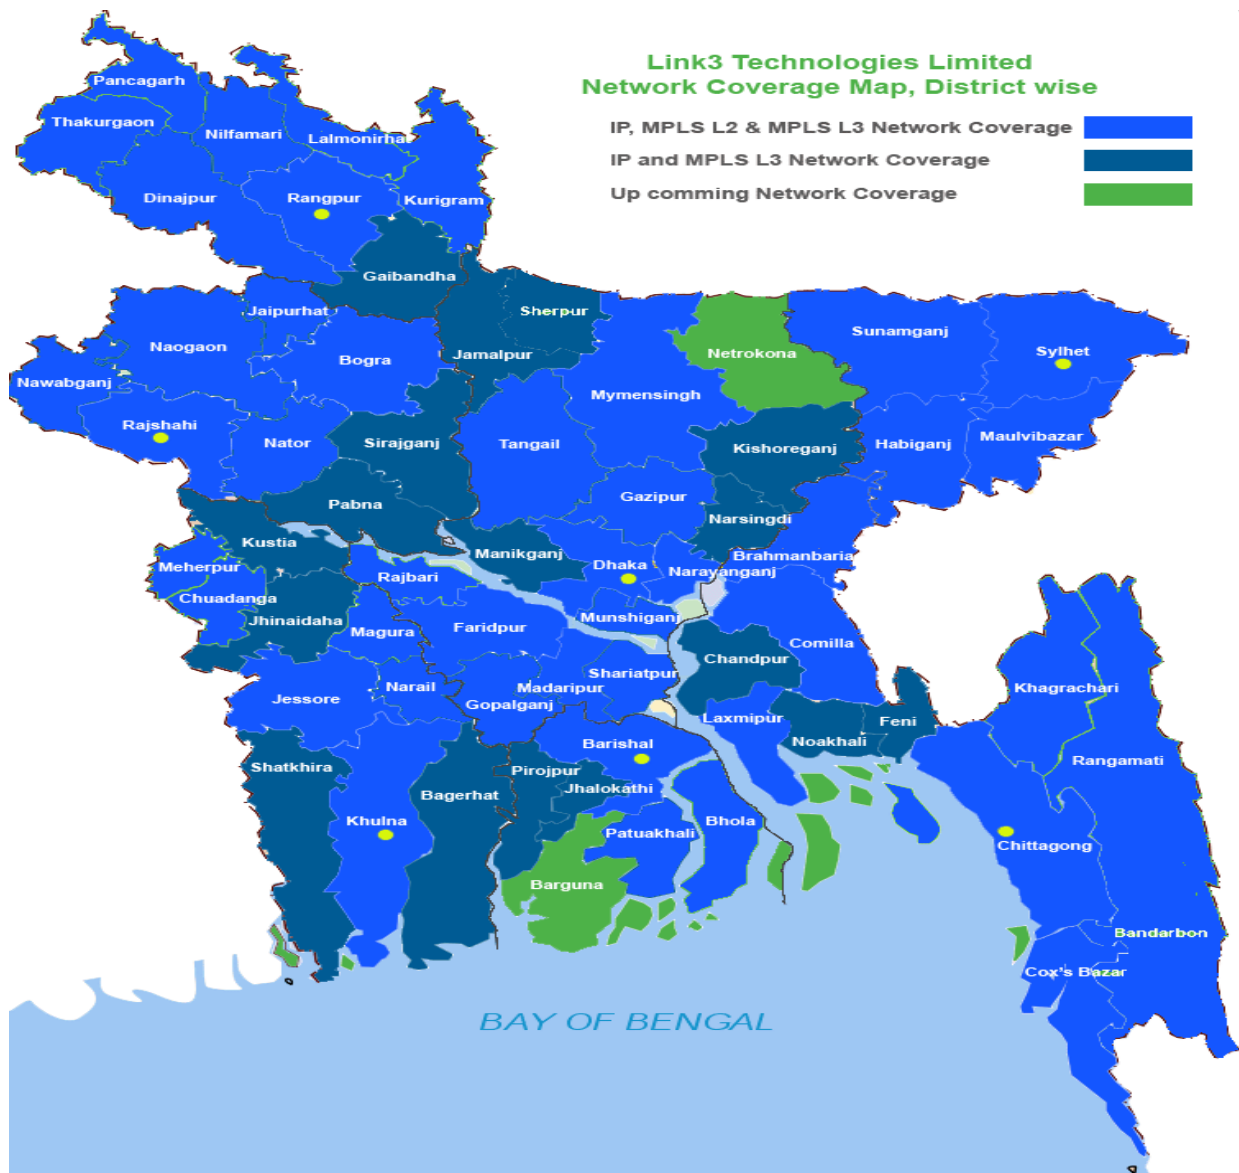 Link3 Technologies Limited
Network Coverage Map, District wise
IP, MPLS L2 & MPLS L3 Network Coverage
IP and MPLS L3 Network Coverage
Up comming Network Coverage
Pancagarh
Thakurgaon
Nilfamari
Lalmonirhat
Dinajpur
Rangpur
Kurigram
Gaibandha
Jaipurhat
Sherpur
Naogaon
Bogra
Jamalpur
Netrokona
Sunamganj
Sylhet
Nawabganj
Mymensingh
Rajshahi
Nator
Sirajganj
Tangail
Kishoreganj
Habiganj
Maulvibazar
Pabna
Gazipur
Narsingdi
Kustia
Manikganj
Brahmanbaria
Meherpur
Rajbari
Dhaka
Narayanganj
Chuadanga
Jhinaidaha
Magura
Faridpur
Munshiganj
Comilla
Chandpur
Shariatpur
Jessore
Narail
Madaripur
Gopalganj
Khagrachari
Laxmipur
Feni
Noakhali
Barishal
Shatkhira
Pirojpur
Jhalokathi
Rangamati
Bagerhat
Khulna
Patuakhali
Bhola
Chittagong
Barguna
Bandarbon
Cox's Bazar
BAY OF BENGAL